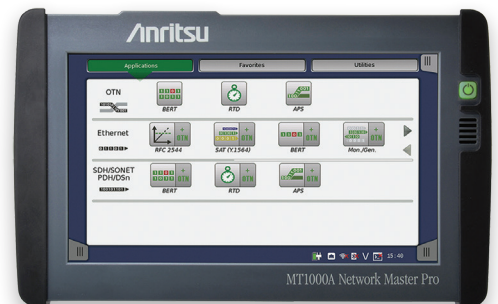 Anritsu
Applications Favorites Utilities
OTN
BERT RTD APS
Ethernet
RFC 2544 SAT (Y.1564) BERT Mon./Gen.
SDH/SONET
PDH/DSn
BERT RTD APS
15:40
MT1000A Network Master Pro